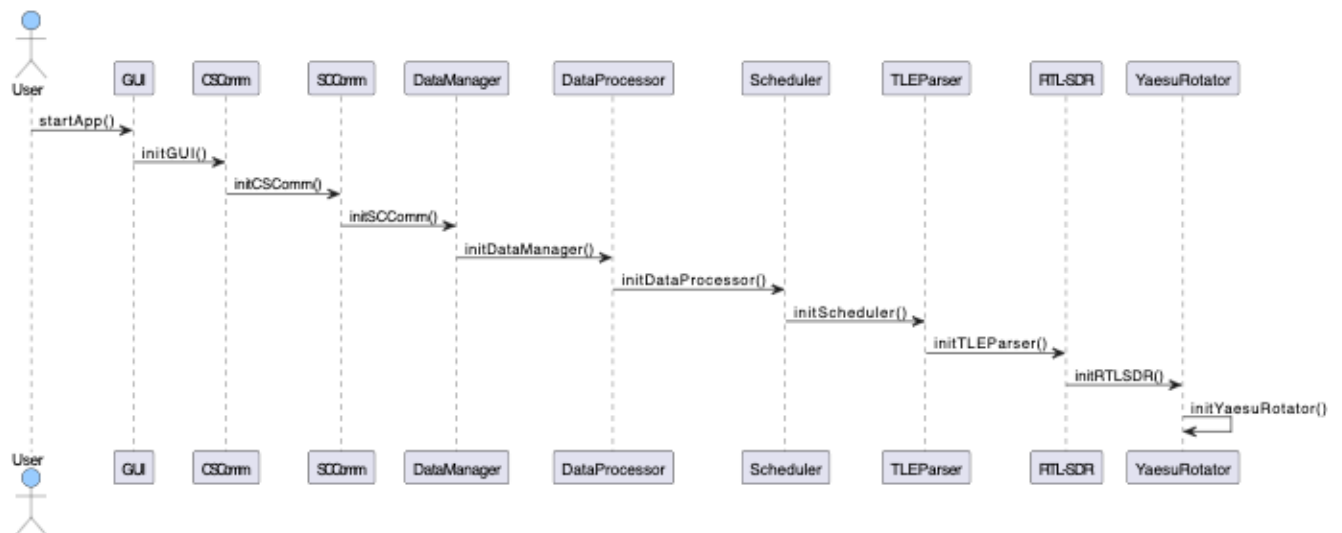 User
GUI
CSComm
SCComm
DataManager
DataProcessor
Scheduler
TLEParser
RTL-SDR
YaesuRotator
startApp()
initGUI()
initCSComm()
initSCComm()
initDataManager()
initDataProcessor()
initScheduler()
initTLEParser()
initRTLSDR()
initYaesuRotator()
User
GUI
CSComm
SCComm
DataManager
DataProcessor
Scheduler
TLEParser
RTL-SDR
YaesuRotator